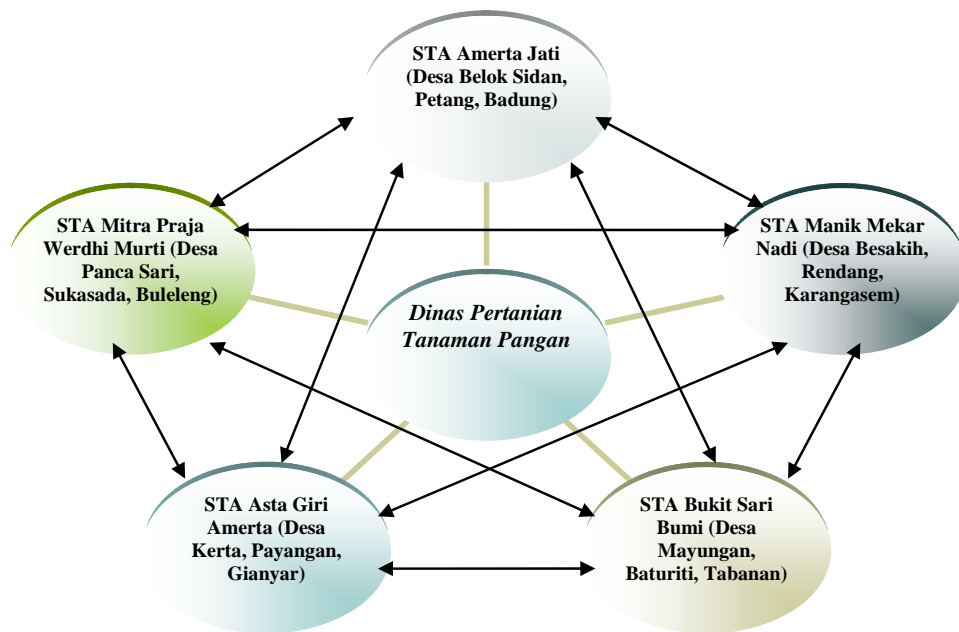 STA Amerta Jati
(Desa Belok Sidan,
Petang, Badung)
STA Mitra Praja
Werdhi Murti (Desa
Panca Sari,
Sukasada, Buleleng)
STA Manik Mekar
Nadi (Desa Besakih,
Rendang,
Karangasem)
Dinas Pertanian
Tanaman Pangan
STA Asta Giri
Amerta (Desa
Kerta, Payangan,
Gianyar)
STA Bukit Sari
Bumi (Desa
Mayungan,
Baturiti, Tabanan)